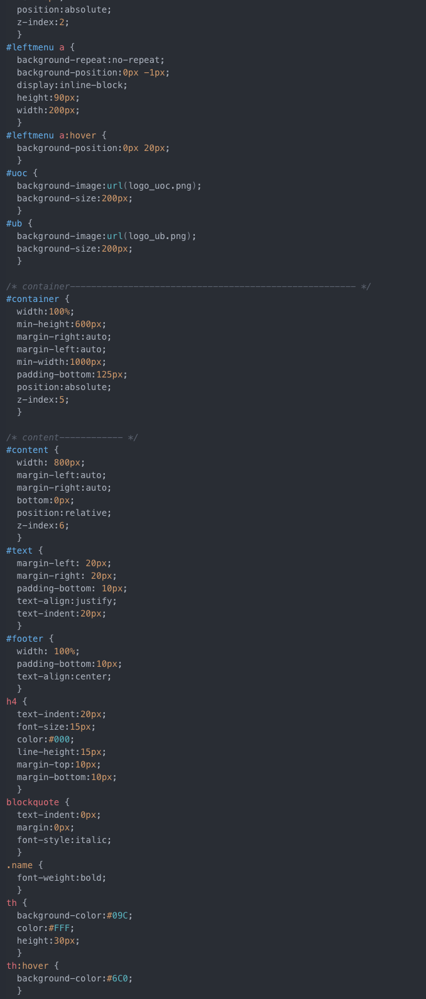 position:absolute;
z-index:2;
}
#leftmenu a {
background-repeat:no-repeat;
background-position:0px -1px;
display:inline-block;
height:90px;
width:200px;
}
#leftmenu a:hover {
background-position:0px 20px;
}
#uoc {
background-image:url(logo_uoc.png);
background-size:200px;
}
#ub {
background-image:url(logo_ub.png);
background-size:200px;
}
/* container------------------------------------------------------ */
#container {
width:100%;
min-height:600px;
margin-right:auto;
margin-left:auto;
min-width:1000px;
padding-bottom:125px;
position:absolute;
z-index:5;
}
/* content------------ */
#content {
width: 800px;
margin-left:auto;
margin-right:auto;
bottom:0px;
position:relative;
z-index:6;
}
#text {
margin-left: 20px;
margin-right: 20px;
padding-bottom: 10px;
text-align:justify;
text-indent:20px;
}
#footer {
width: 100%;
padding-bottom:10px;
text-align:center;
}
h4 {
text-indent:20px;
font-size:15px;
color:#000;
line-height:15px;
margin-top:10px;
margin-bottom:10px;
}
blockquote {
text-indent:0px;
margin:0px;
font-style:italic;
}
.name {
font-weight:bold;
}
th {
background-color:#09C;
color:#FFF;
height:30px;
}
th:hover {
background-color:#6C0;
}